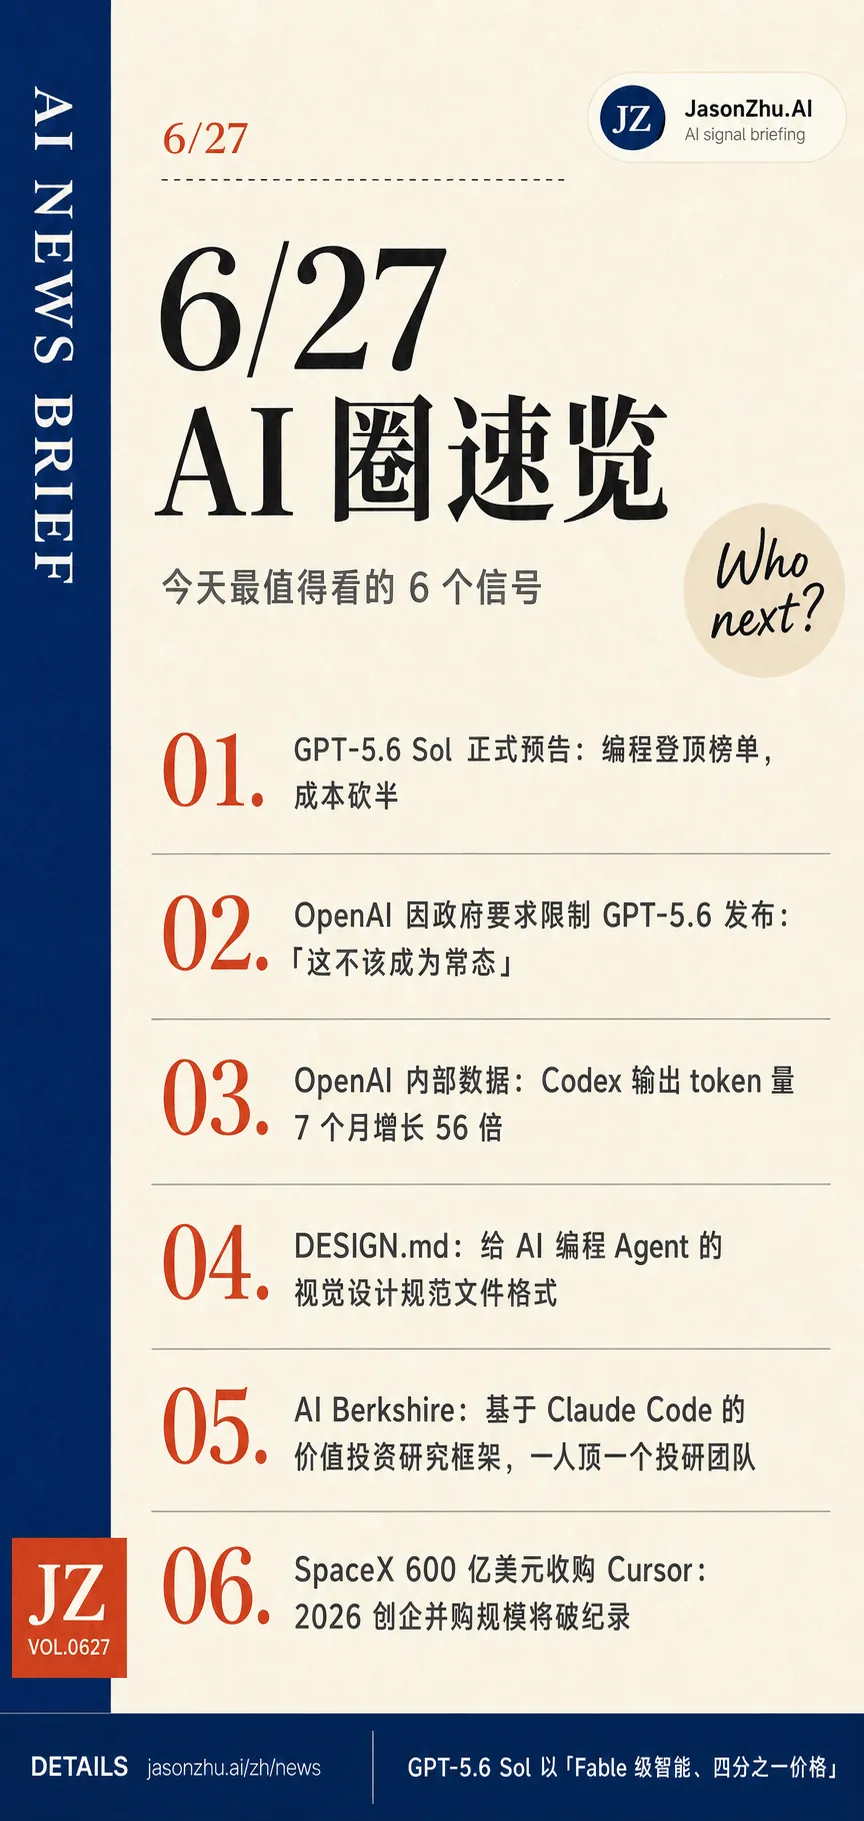 AI NEWS BRIEF
6/27
JZ
JasonZhu.AI
AI signal briefing
6/27
AI 圈速览
今天最值得看的 6 个信号
Who
next?
01.
GPT-5.6 Sol 正式预告：编程登顶榜单，
成本砍半
02.
OpenAI 因政府要求限制 GPT-5.6 发布：
「这不该成为常态」
03.
OpenAI 内部数据：Codex 输出 token 量
7 个月增长 56 倍
04.
DESIGN.md：给 AI 编程 Agent 的
视觉设计规范文件格式
05.
AI Berkshire：基于 Claude Code 的
价值投资研究框架，一人顶一个投研团队
06.
SpaceX 600 亿美元收购 Cursor：
2026 创企并购规模将破纪录
JZ
VOL.0627
DETAILS jasonzhu.ai/zh/news
GPT-5.6 Sol 以「Fable 级智能、四分之一价格」